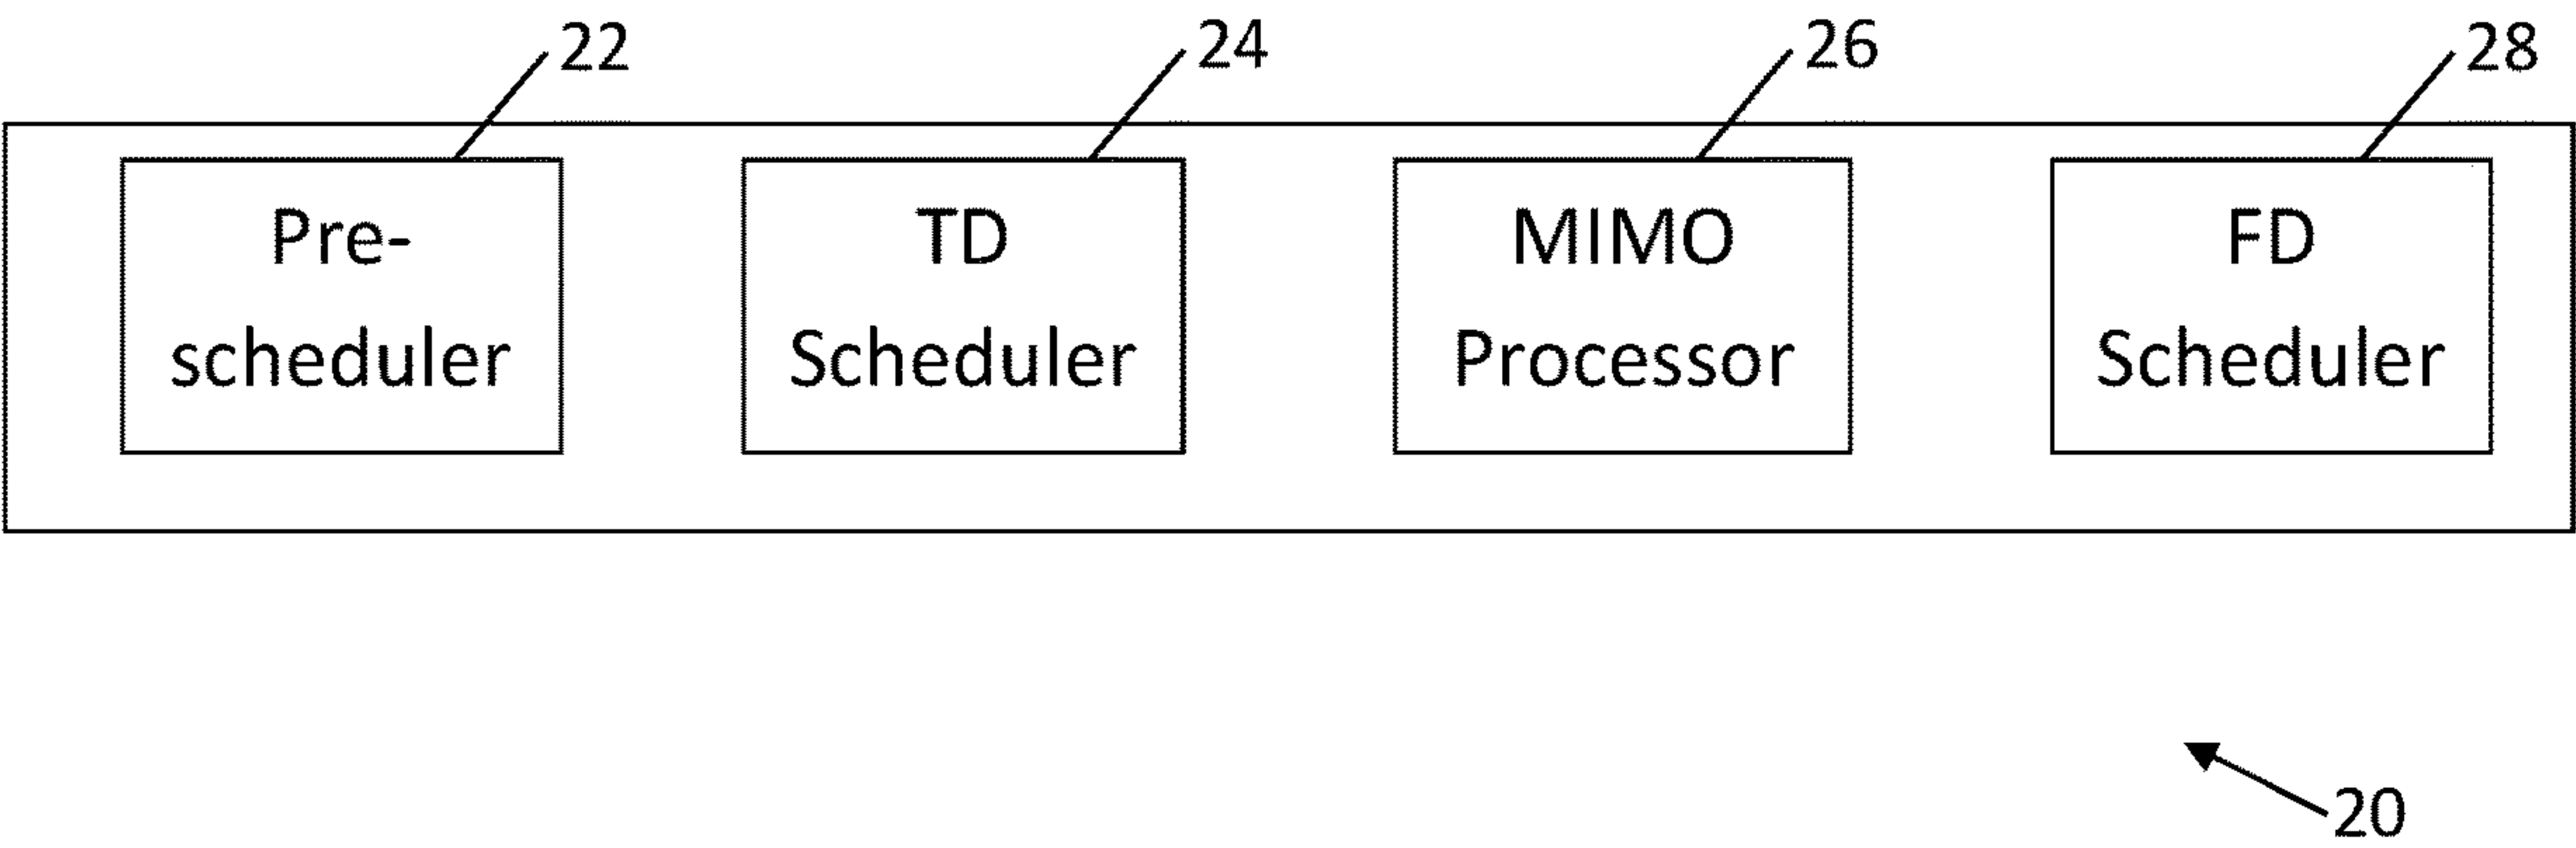 22
24
26
28
Pre-
scheduler
TD
Scheduler
MIMO
Processor
FD
Scheduler
20